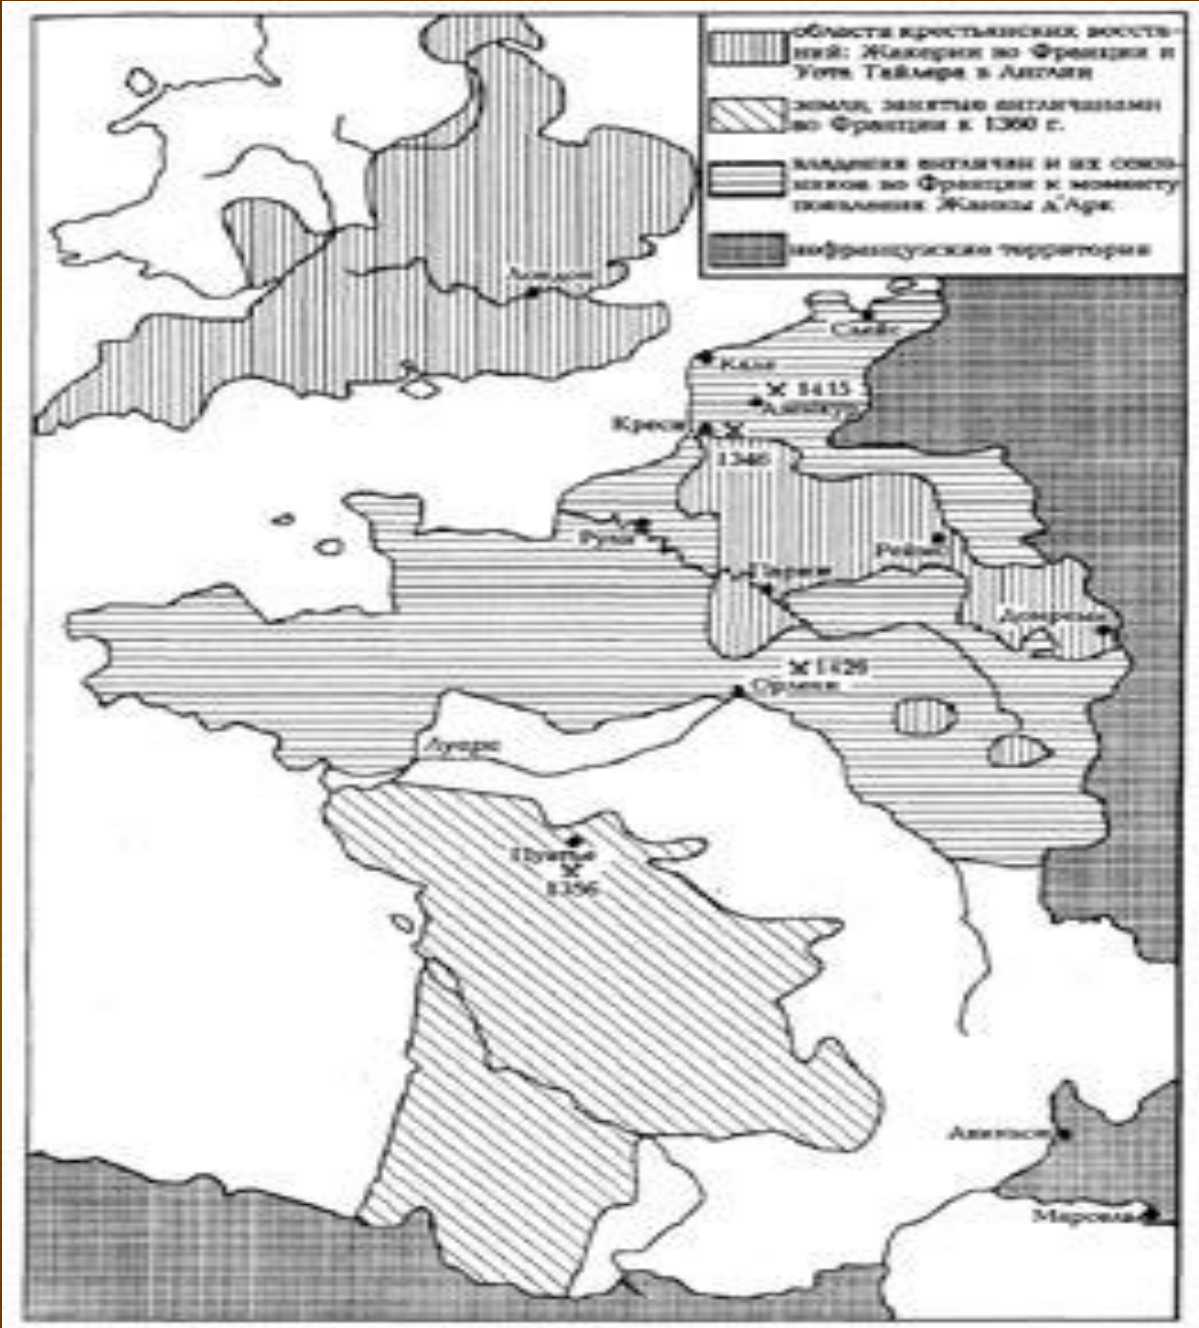 области крестьянских восста-
ний: Жакерии во Франции и
Уота Тайлера в Англии
земли, занятые англичанами
во Франции к 1360 г.
владения англичан и их союз-
ников во Франции к моменту
появления Жанны д'Арк
нефранцузские территории
Лондон
Слейс
Кале
1415
Азенкур
Креси
1346
Руан
Реймс
Париж
Домреми
Орлеан
Луара
Пуатье
1356
Авиньон
Марсель